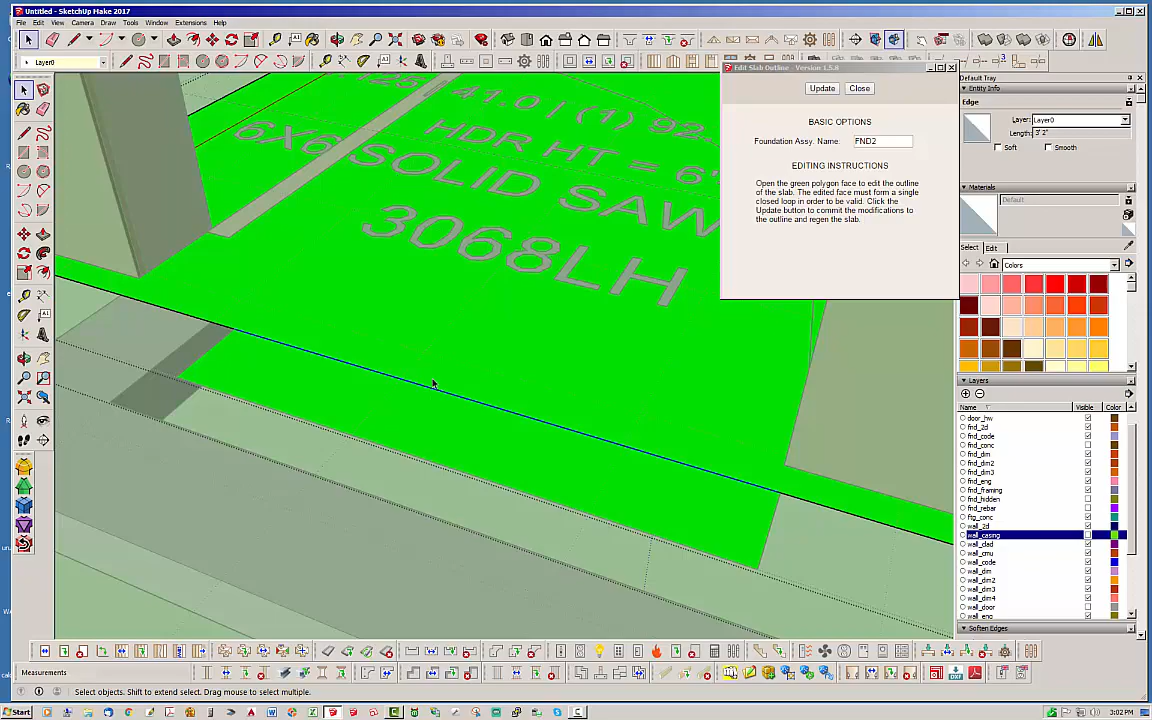 Untitled - SketchUp Make 2017
File Edit View Camera Draw Tools Window Extensions Help
Layer0
Edit Slab Outline - Version 1.5.8
Update Close
BASIC OPTIONS
Foundation Assy. Name: FND2
EDITING INSTRUCTIONS
Open the green polygon face to edit the outline
of the slab. The edited face must form a single
closed loop in order to be valid. Click the
Update button to commit the modifications to
the outline and regen the slab.
41.0 | (1) 92
HDR HT = 6'
6X6 SOLID SAW
3068LH
Default Tray
Entity Info
Edge
Layer: Layer0
Length: 3' 2"
Soft Smooth
Materials
Default
Select Edit
Colors
Layers
Name Visible Color
door_hw
fnd_2d
fnd_code
fnd_conc
fnd_dim
fnd_dim2
fnd_dim3
fnd_eng
fnd_framing
fnd_hidden
fnd_rebar
ftg_conc
wall_2d
wall_casing
wall_clad
wall_cmu
wall_code
wall_dim
wall_dim2
wall_dim3
wall_dim4
wall_door
wall_eng
Soften Edges
Measurements
Select objects. Shift to extend select. Drag mouse to select multiple.
Start
3:02 PM